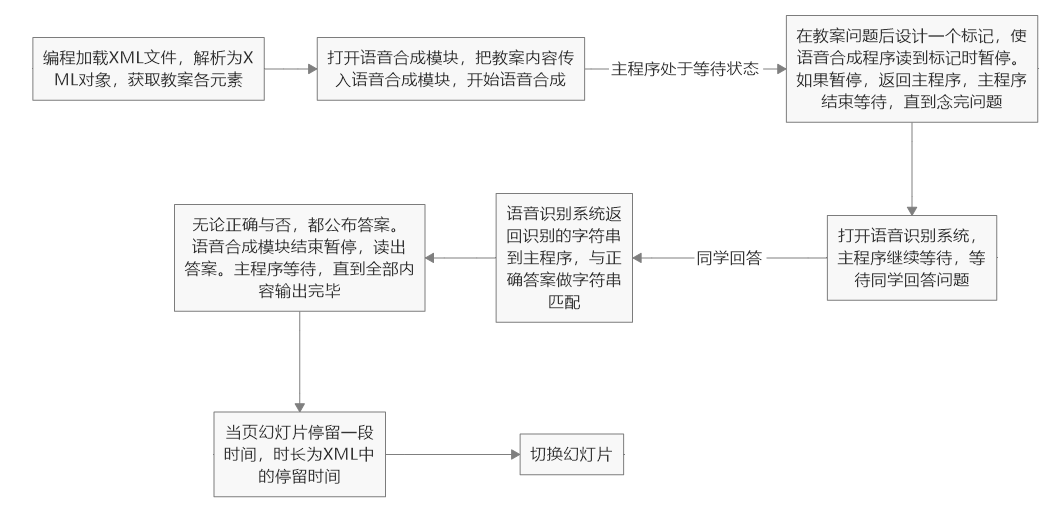 编程加载XML文件，解析为X
ML对象，获取教案各元素
打开语音合成模块，把教案内容传
入语音合成模块，开始语音合成
主程序处于等待状态
在教案问题后设计一个标记，使
语音合成程序读到标记时暂停。
如果暂停，返回主程序，主程序
结束等待，直到念完问题
打开语音识别系统，
主程序继续等待，等
待同学回答问题
同学回答
语音识别系统返
回识别的字符串
到主程序，与正
确答案做字符串
匹配
无论正确与否，都公布答案。
语音合成模块结束暂停，读出
答案。主程序等待，直到全部内
容输出完毕
当页幻灯片停留一段
时间，时长为XML中
的停留时间
切换幻灯片